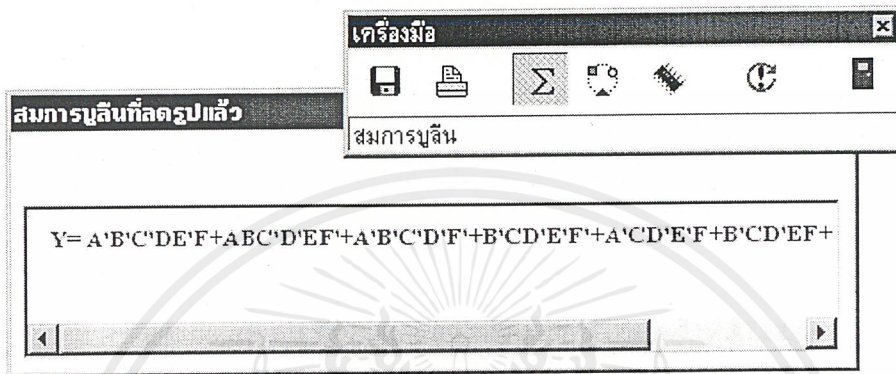 เครื่องมือ
สมการบูลีนที่ลดรูปแล้ว
สมการบูลีน
Y= A'B'C'DE'F+ABC'D'EF'+A'B'C'D'F'+B'CD'E'F'+A'CD'E'F+B'CD'EF+